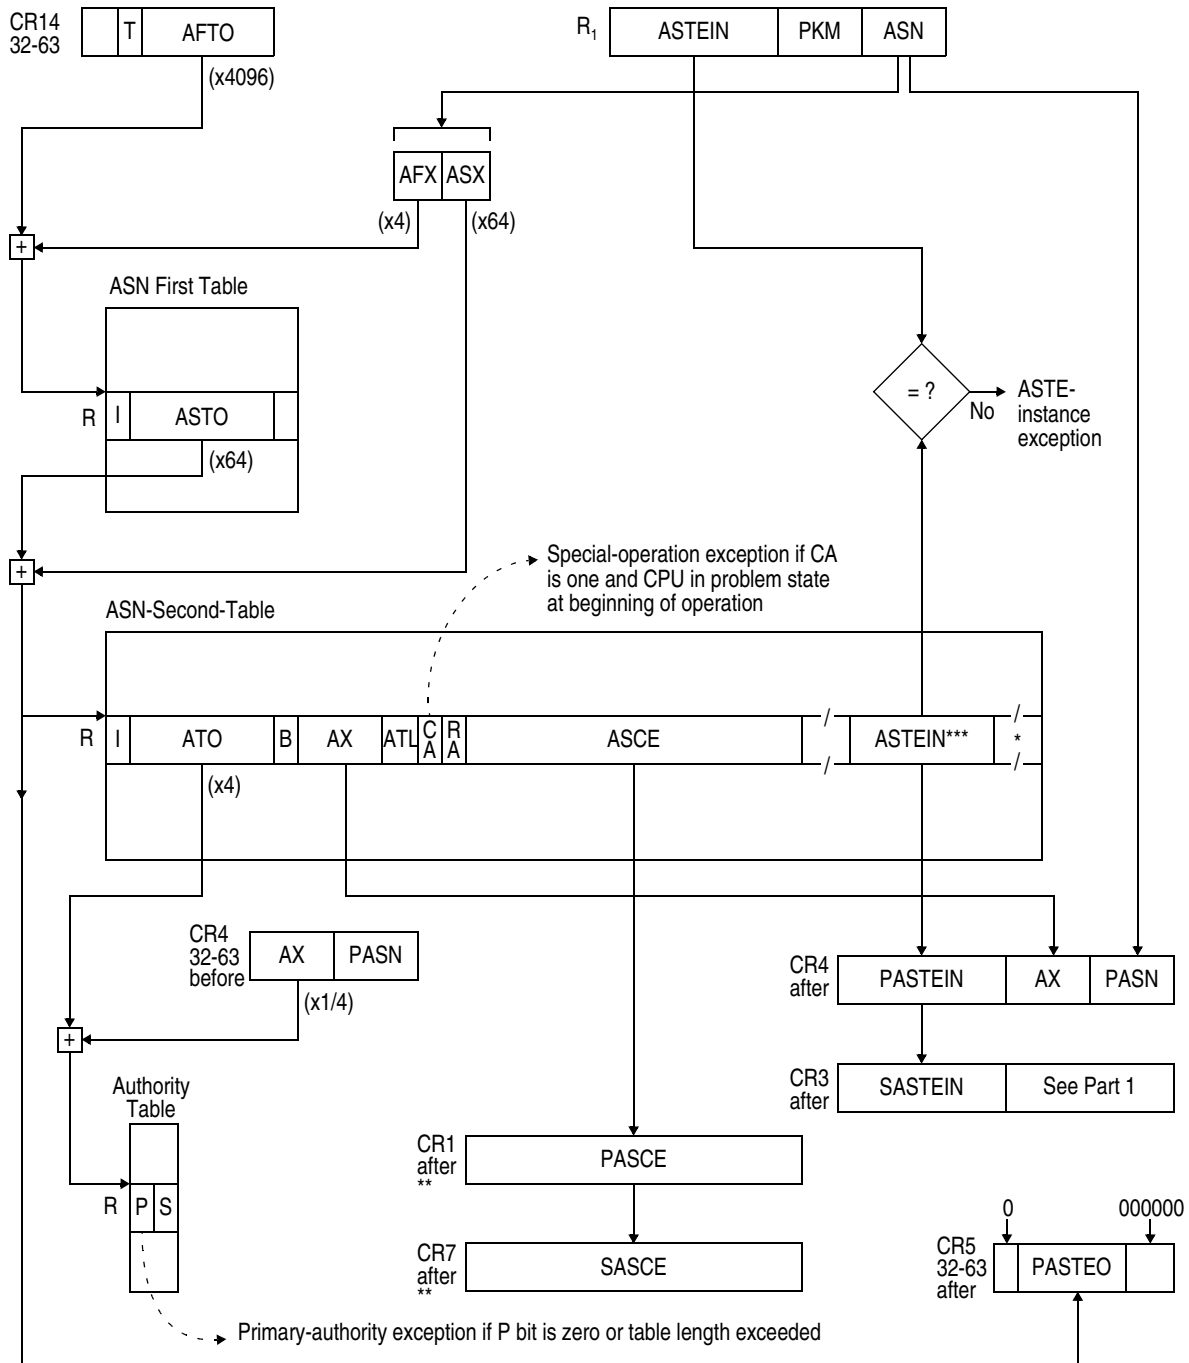 CR14
32-63
T
AFTO
(x4096)
R1
ASTEIN
PKM
ASN
AFX
ASX
(x4)
(x64)
+
ASN First Table
R
I
ASTO
(x64)
= ?
No
ASTE-
instance
exception
+
Special-operation exception if CA
is one and CPU in problem state
at beginning of operation
ASN-Second-Table
R
I
ATO
B
AX
ATL
C
A
R
A
ASCE
/
/
ASTEIN***
/
*
/
(x4)
CR4
32-63
before
AX
PASN
(x1/4)
+
CR4
after
PASTEIN
AX
PASN
CR3
after
SASTEIN
See Part 1
Authority
Table
R
P
S
CR1
after
**
PASCE
CR7
after
**
SASCE
0
000000
CR5
32-63
after
PASTEO
Primary-authority exception if P bit is zero or table length exceeded